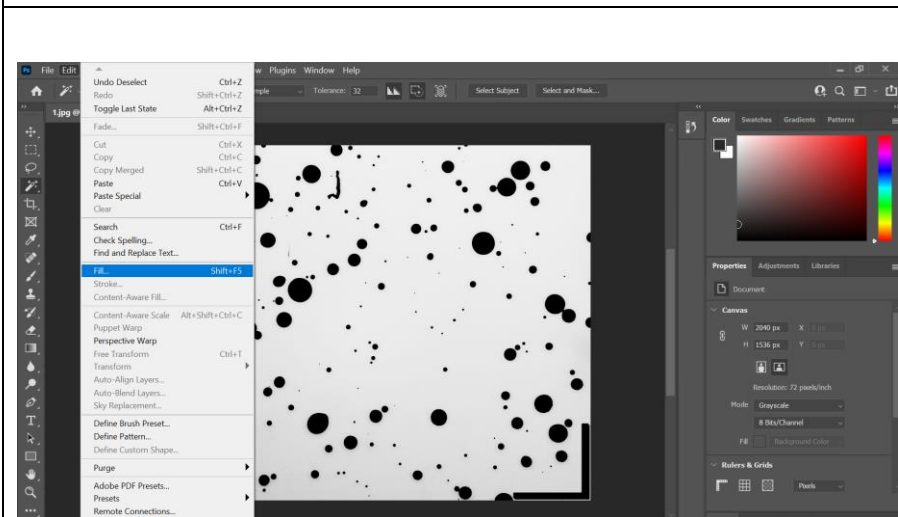 Ps File Edit w Plugins Window Help
mple Tolerance: 32 Select Subject Select and Mask...
1.jpg @
Undo Deselect Ctrl+Z
Redo Shift+Ctrl+Z
Toggle Last State Alt+Ctrl+Z
Fade... Shift+Ctrl+F
Cut Ctrl+X
Copy Ctrl+C
Copy Merged Shift+Ctrl+C
Paste Ctrl+V
Paste Special
Clear
Search Ctrl+F
Check Spelling...
Find and Replace Text...
Fill... Shift+F5
Stroke...
Content-Aware Fill...
Content-Aware Scale Alt+Shift+Ctrl+C
Puppet Warp
Perspective Warp
Free Transform Ctrl+T
Transform
Auto-Align Layers...
Auto-Blend Layers...
Sky Replacement...
Define Brush Preset...
Define Pattern...
Define Custom Shape...
Purge
Adobe PDF Presets...
Presets
Remote Connections...
Color Swatches Gradients Patterns
Properties Adjustments Libraries
Document
Canvas
W 2040 px X
H 1536 px Y
Resolution: 72 pixels/inch
Mode Grayscale
8 Bits/Channel
Fill Background Color
Rulers & Grids
Pixels